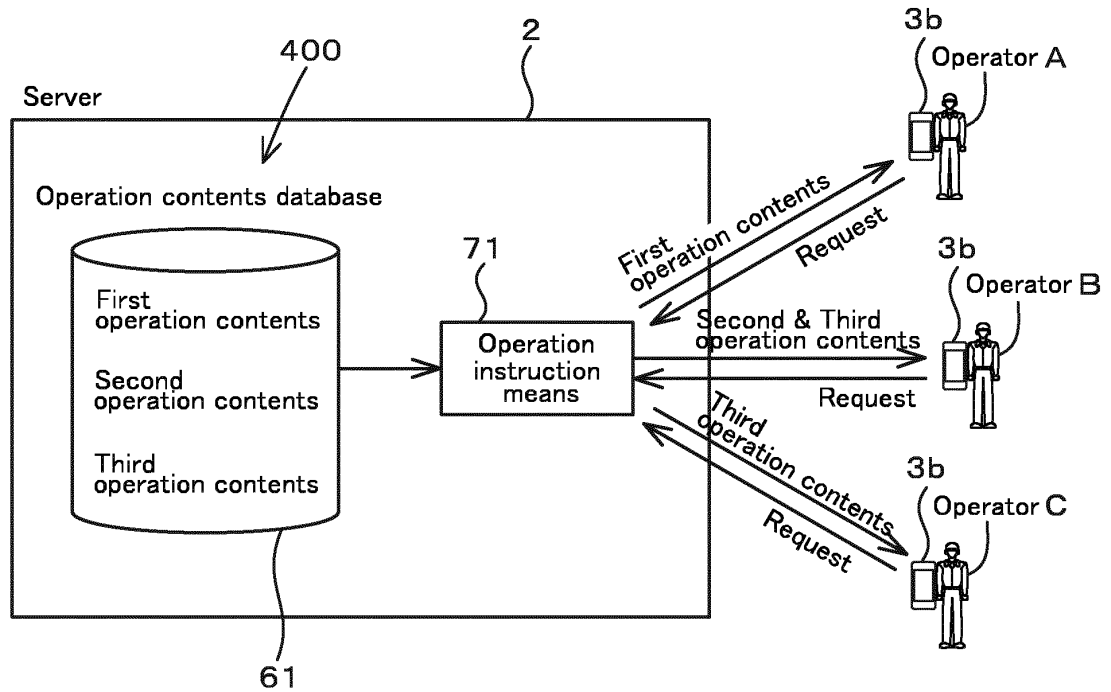 3b
Operator A
2
400
Server
Operation contents database
First
operation contents
Request
71
3b
Operator B
First
operation contents
Second
operation contents
Third
operation contents
Operation
instruction
means
Second & Third
operation contents
Request
Third
operation contents
Request
3b
Operator C
61